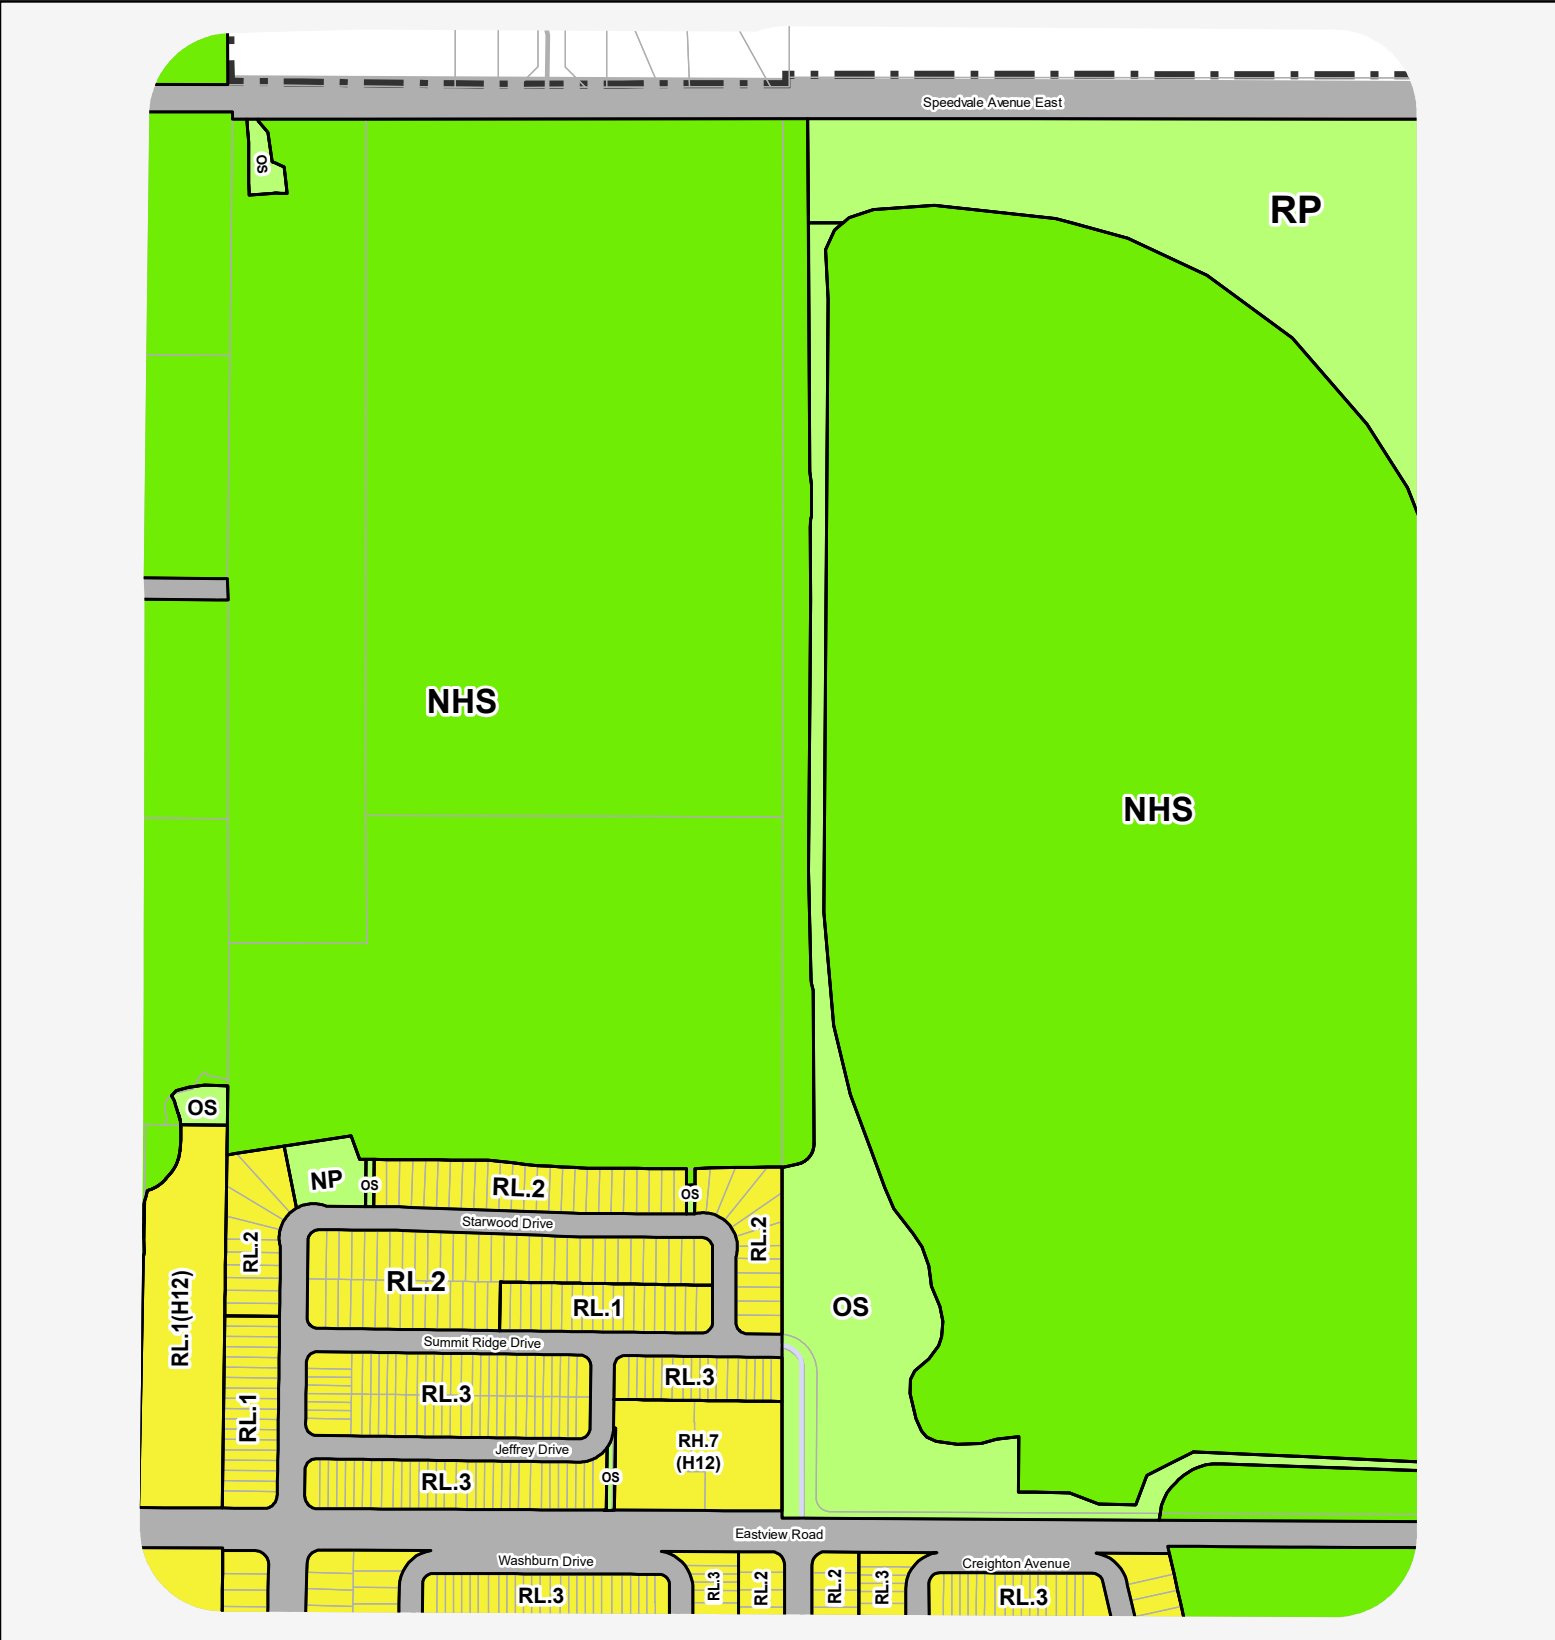 Speedvale Avenue East
OS
RP
NHS
NHS
OS
NP
OS
RL.2
OS
Starwood Drive
RL.2
RL.2
RL.2
RL.1
OS
RL.1(H12)
Summit Ridge Drive
RL.3
RL.3
RL.1
RH.7
(H12)
Jeffrey Drive
RL.3
OS
Eastview Road
Washburn Drive
Creighton Avenue
RL.3
RL.3
RL.2
RL.2
RL.3
RL.3